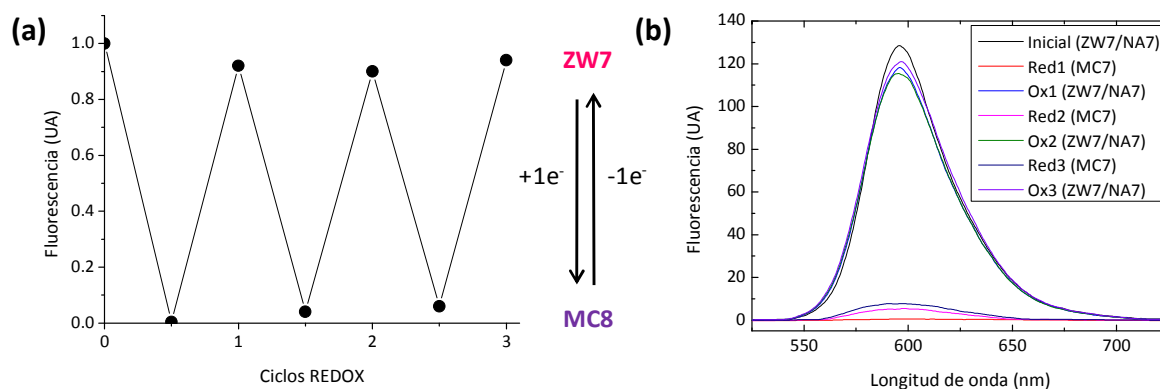 (a)
Fluorescencia (UA)
1.0
0.8
0.6
0.4
0.2
0.0
0
1
2
3
Ciclos REDOX
ZW7
+1e-
-1e-
MC8
(b)
Fluorescencia (UA)
140
120
100
80
60
40
20
0
550
600
650
700
Longitud de onda (nm)
Inicial (ZW7/NA7)
Red1 (MC7)
Ox1 (ZW7/NA7)
Red2 (MC7)
Ox2 (ZW7/NA7)
Red3 (MC7)
Ox3 (ZW7/NA7)